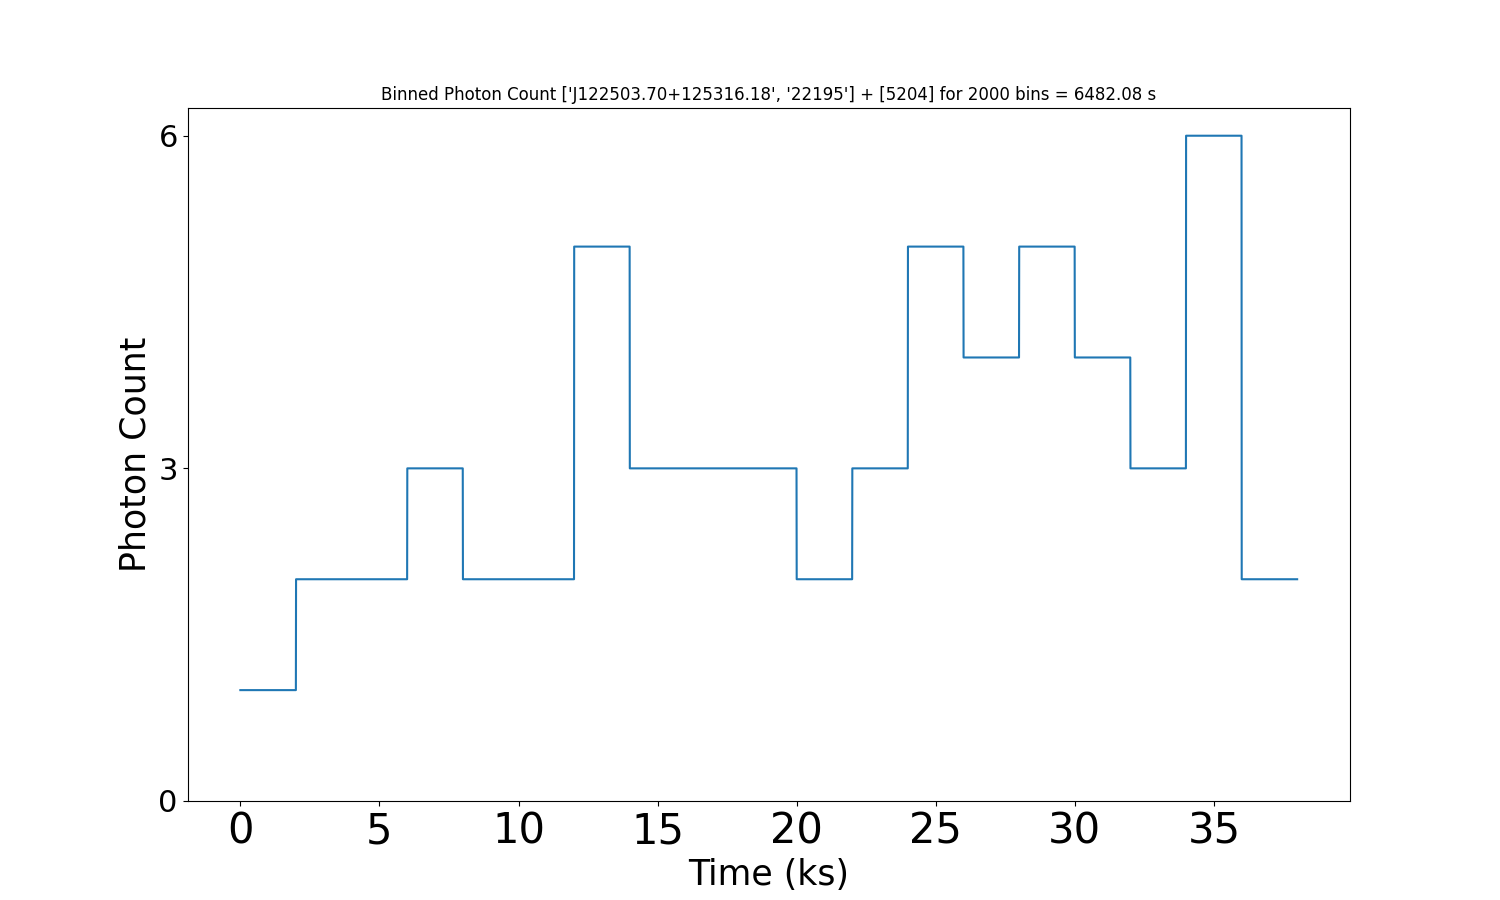 Binned Photon Count ['J122503.70+125316.18', '22195'] + [5204] for 2000 bins = 6482.08 s
6
3
0
Photon Count
0 5 10 15 20 25 30 35
Time (ks)